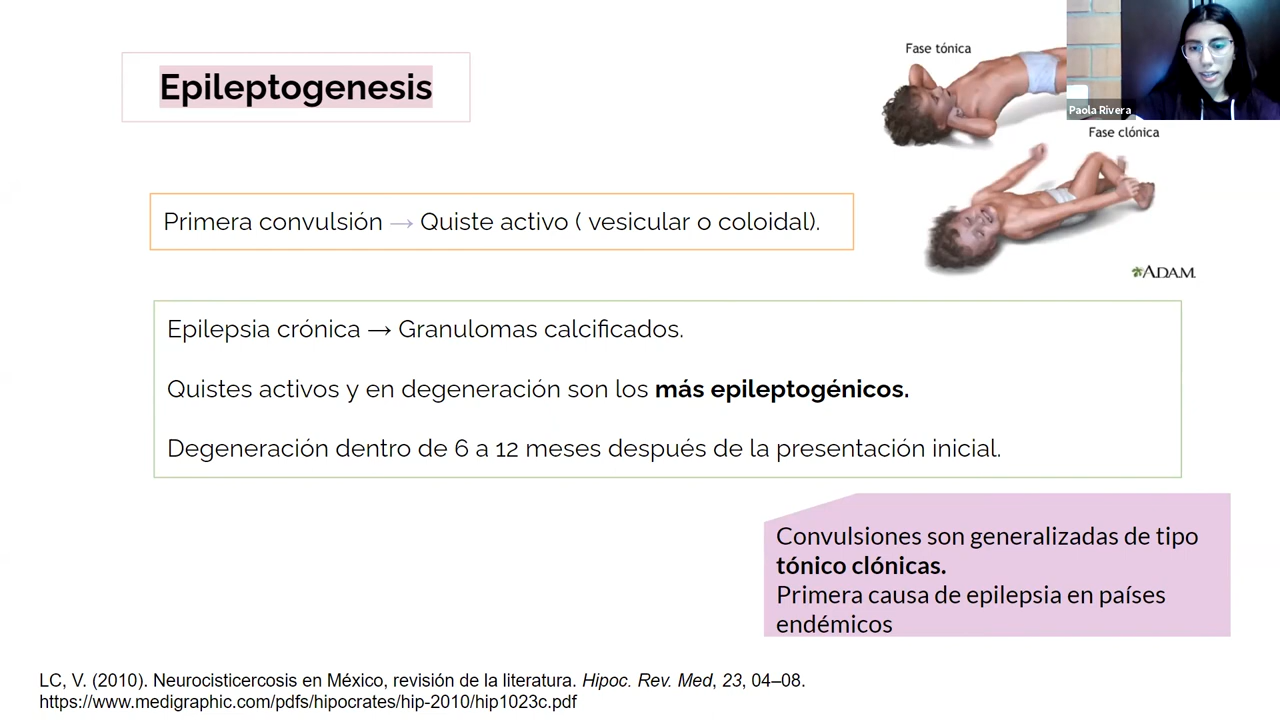 Epileptogenesis
Fase tónica
Paola Rivera
Fase clónica
ADAM.
Primera convulsión → Quiste activo ( vesicular o coloidal).
Epilepsia crónica → Granulomas calcificados.
Quistes activos y en degeneración son los más epileptogénicos.
Degeneración dentro de 6 a 12 meses después de la presentación inicial.
Convulsiones son generalizadas de tipo
tónico clónicas.
Primera causa de epilepsia en países
endémicos
LC, V. (2010). Neurocisticercosis en México, revisión de la literatura. Hipoc. Rev. Med, 23, 04–08.
https://www.medigraphic.com/pdfs/hipocrates/hip-2010/hip1023c.pdf